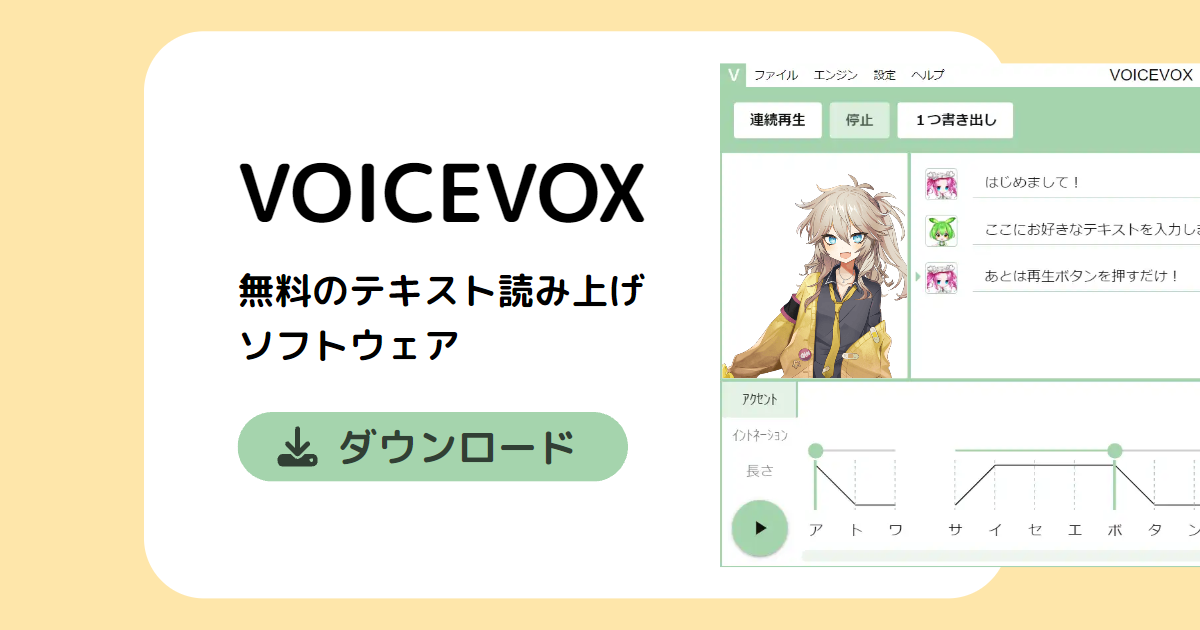 VOICEVOX
無料のテキスト読み上げ
ソフトウェア
ダウンロード
V ファイル エンジン 設定 ヘルプ VOICEVOX
連続再生 停止 1つ書き出し
はじめまして！
ここにお好きなテキストを入力しま
あとは再生ボタンを押すだけ！
アクセント
イントネーション
長さ
ア ト ワ サ イ セ エ ボ タ ン